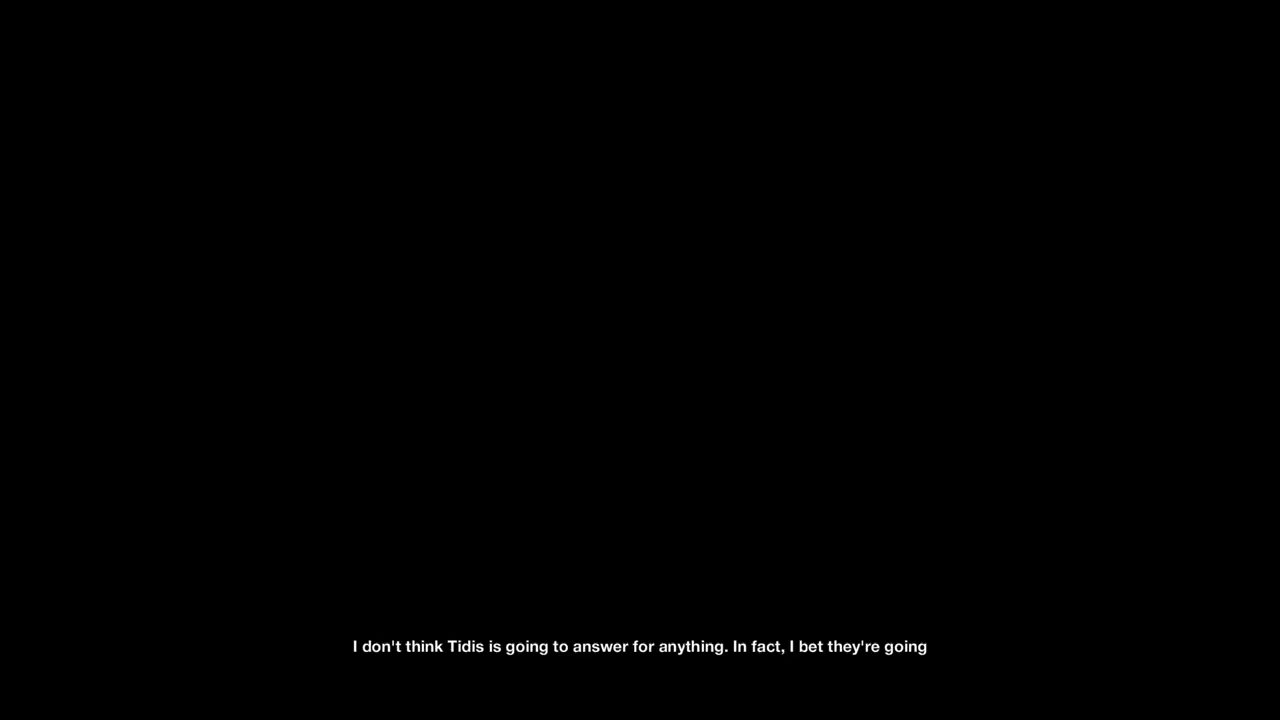 I don't think Tidis is going to answer for anything. In fact, I bet they're going